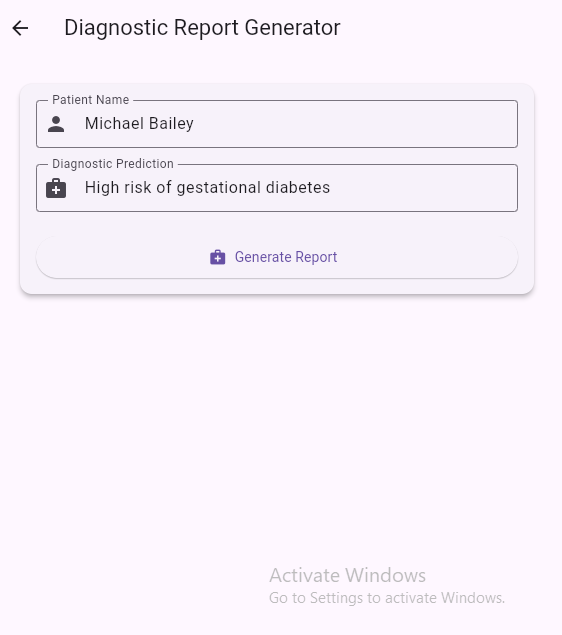 Diagnostic Report Generator
Patient Name
Michael Bailey
Diagnostic Prediction
High risk of gestational diabetes
Generate Report
Activate Windows
Go to Settings to activate Windows.